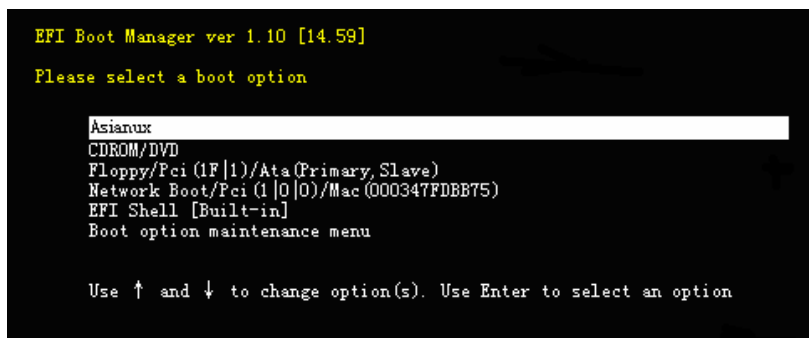 EFI Boot Manager ver 1.10 [14.59]
Please select a boot option
Asianux
CDROM/DVD
Floppy/Pci(1F|1)/Ata(Primary,Slave)
Network Boot/Pci(1|0|0)/Mac(000347FDBB75)
EFI Shell [Built-in]
Boot option maintenance menu
Use ↑ and ↓ to change option(s). Use Enter to select an option